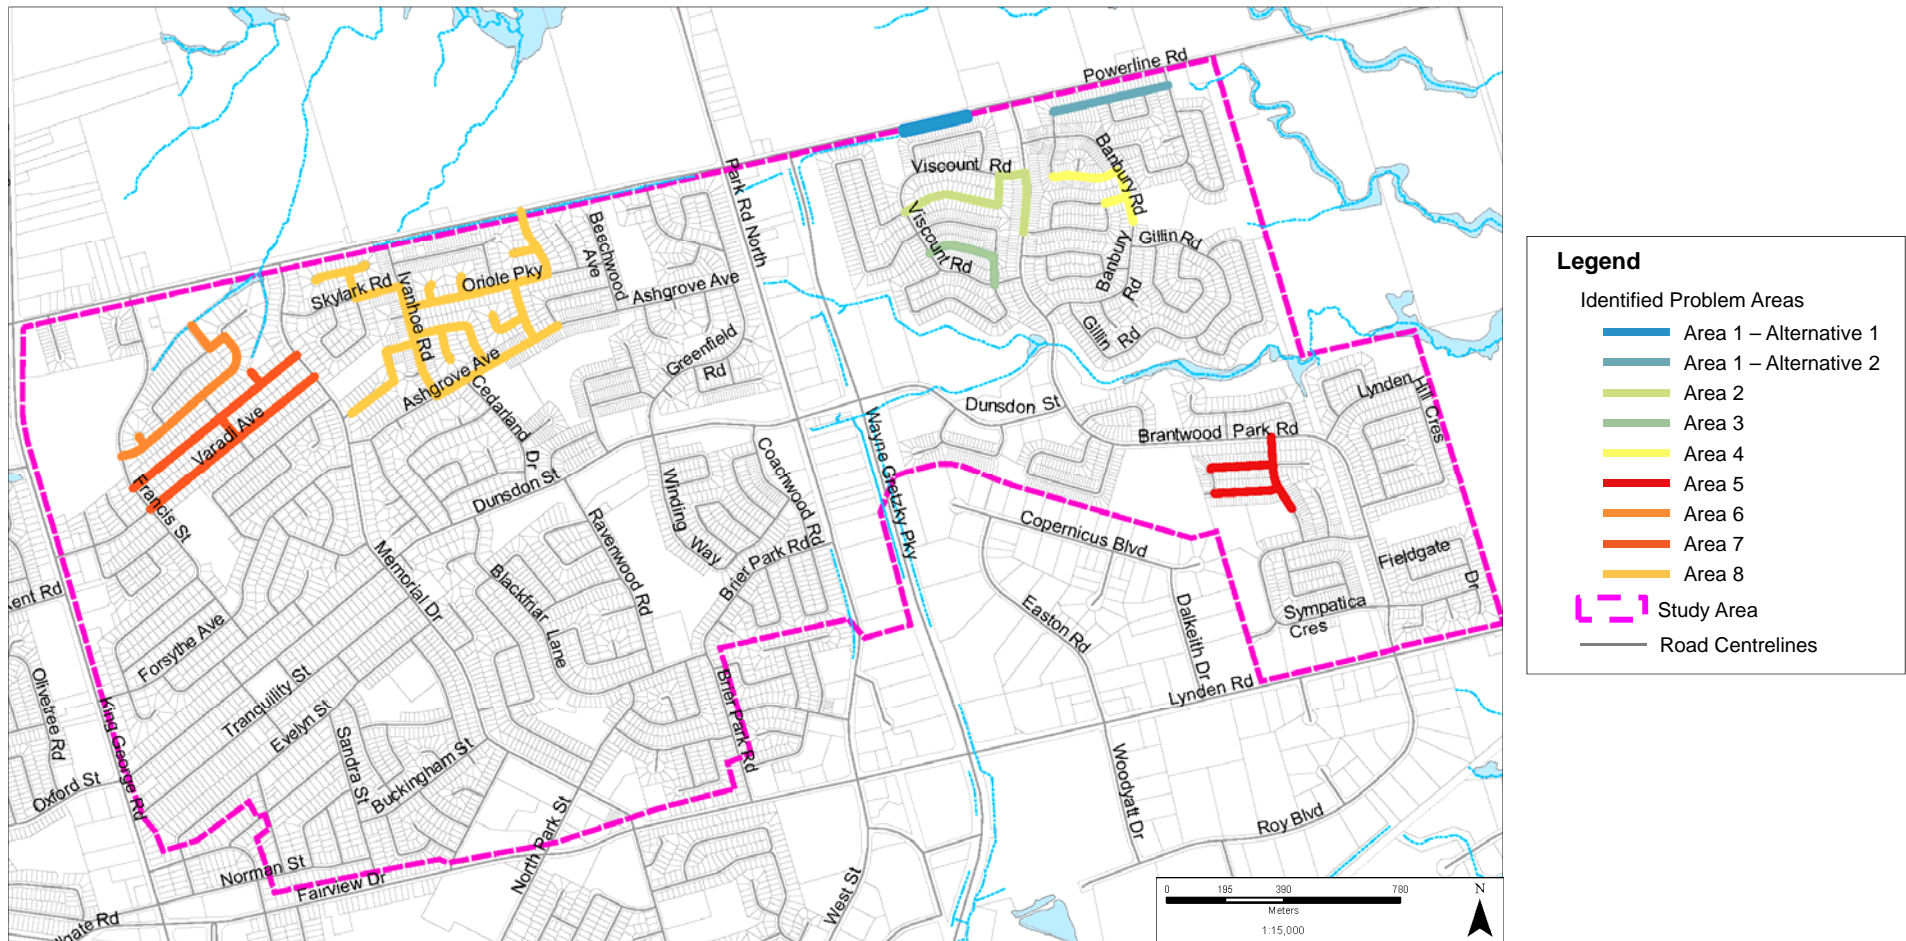 Powerline Rd
Park Rd North
Viscount Rd
Banbury Rd
Viscount Rd
Gillin Rd
Banbury Rd
Gillin Rd
Beechwood Ave
Skylark Rd
Ivanhoe Rd
Oriole Pky
Ashgrove Ave
Greenfield Rd
Ashgrove Ave
Cedarland Dr
Varadi Ave
Francis St
Dunsdon St
Dunsdon St
Wayne Gretzky Pky
Brantwood Park Rd
Lynden Hill Cres
Coachwood Rd
Winding Way
Ravenwood Rd
Brier Park Rd
Memorial Dr
Blackfriar Lane
Copernicus Blvd
Easton Rd
Dalkeith Dr
Fieldgate Dr
Sympatica Cres
Lynden Rd
Forsythe Ave
Tranquility St
Evelyn St
Sandra St
Buckingham St
Brier Park Rd
King George Rd
Olivetree Rd
Oxford St
Norman St
Fairview Dr
North Park St
West St
Woodyatt Dr
Roy Blvd
0 195 390 780
Meters
1:15,000
N
Legend
Identified Problem Areas
Area 1 – Alternative 1
Area 1 – Alternative 2
Area 2
Area 3
Area 4
Area 5
Area 6
Area 7
Area 8
Study Area
Road Centrelines